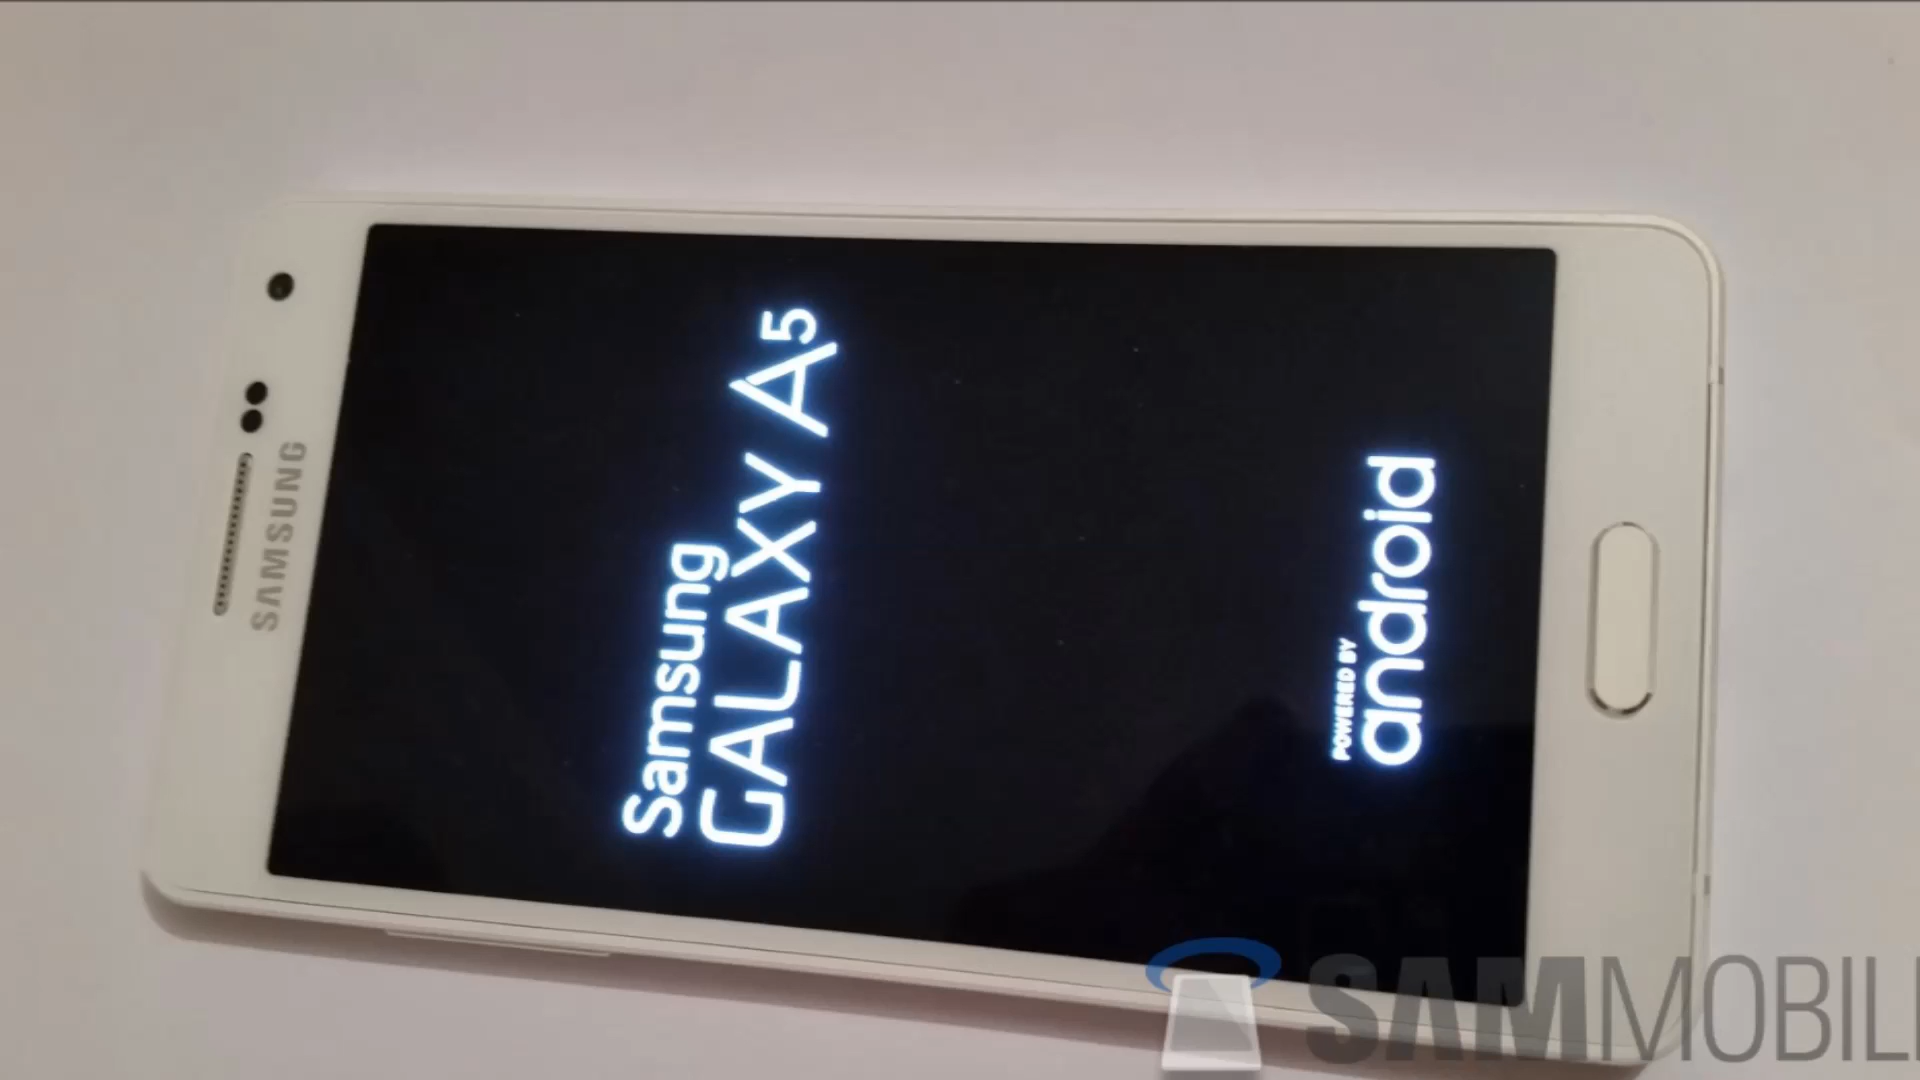 SAMSUNG
Samsung
GALAXY A5
POWERED BY
android
SAMMOBIL